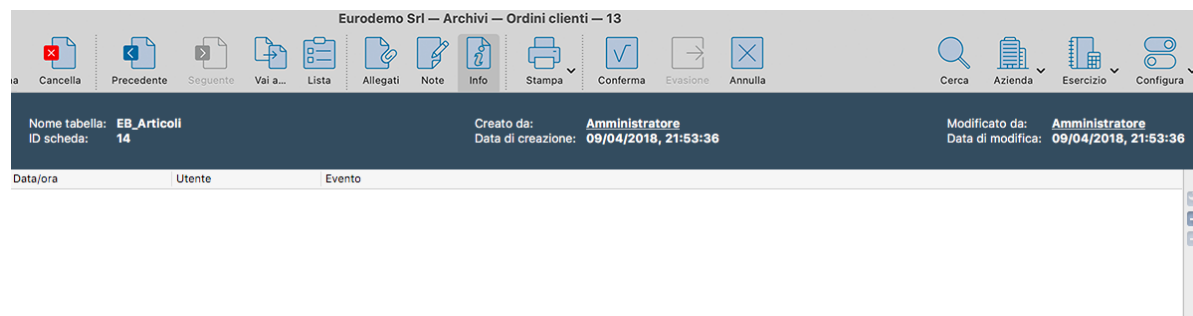 Eurodemo Srl — Archivi — Ordini clienti — 13
Cancella Precedente Seguente Vai a... Lista Allegati Note Info Stampa Conferma Evasione Annulla Cerca Azienda Esercizio Configura
Nome tabella: EB_Articoli Creato da: Amministratore Modificato da: Amministratore
ID scheda: 14 Data di creazione: 09/04/2018, 21:53:36 Data di modifica: 09/04/2018, 21:53:36
Data/ora Utente Evento